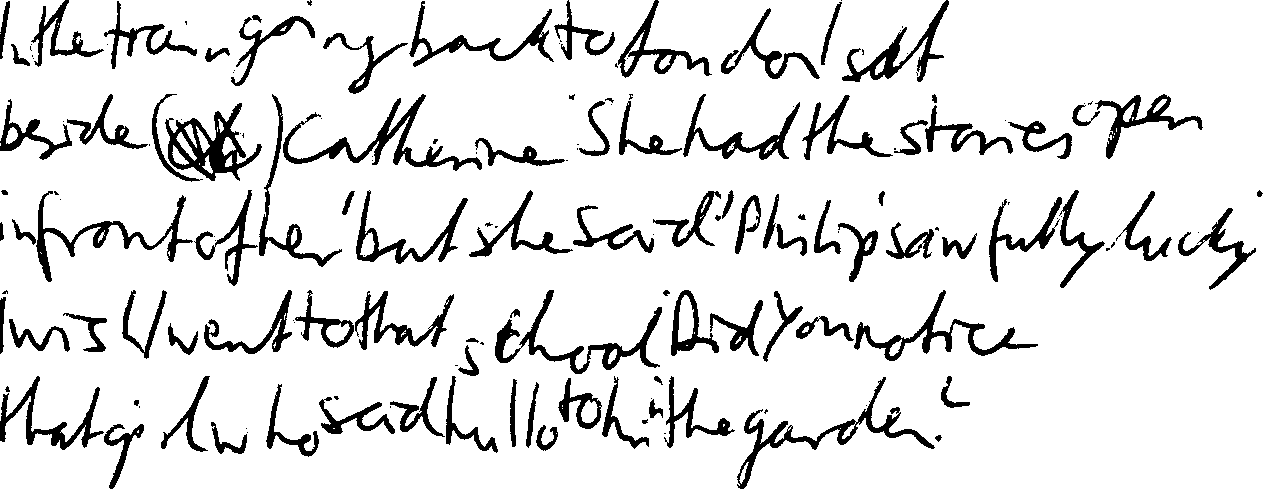 In the train going back to London I sat
beside () Catherine She had the stories open
in front of her, but she said 'Philip's awfully lucky
I wish I went to that school. Did you notice
that girl who said hullo to him in the garden?